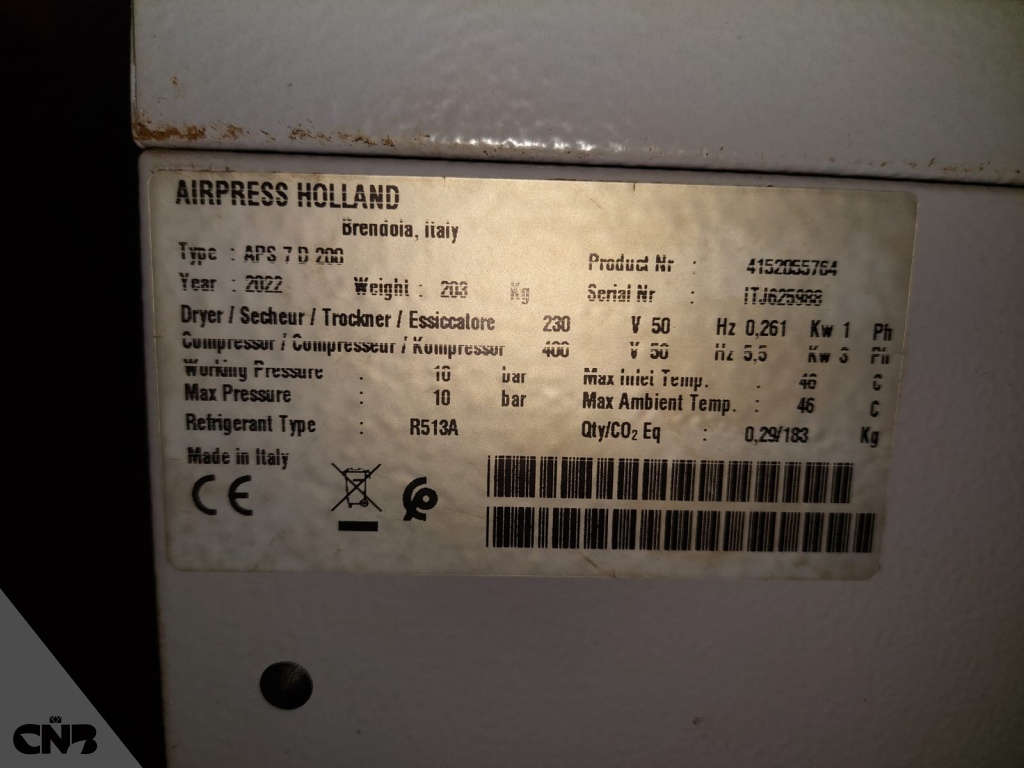 AIRPRESS HOLLAND
Brendola, Italy
Type : APS 7 D 200
Product Nr : 4152055764
Year : 2022 Weight : 203 Kg
Serial Nr : ITJ625988
Dryer / Secheur / Trockner / Essiccatore 230 V 50 Hz 0,261 Kw 1 Ph
Compressor / Compresseur / Kompressor 400 V 50 Hz 5,5 Kw 3 Ph
Working Pressure : 10 bar Max Inlet Temp. : 46 C
Max Pressure : 10 bar Max Ambient Temp. : 46 C
Refrigerant Type : R513A Qty/CO₂ Eq : 0,29/183 Kg
Made in Italy
CE
CNB